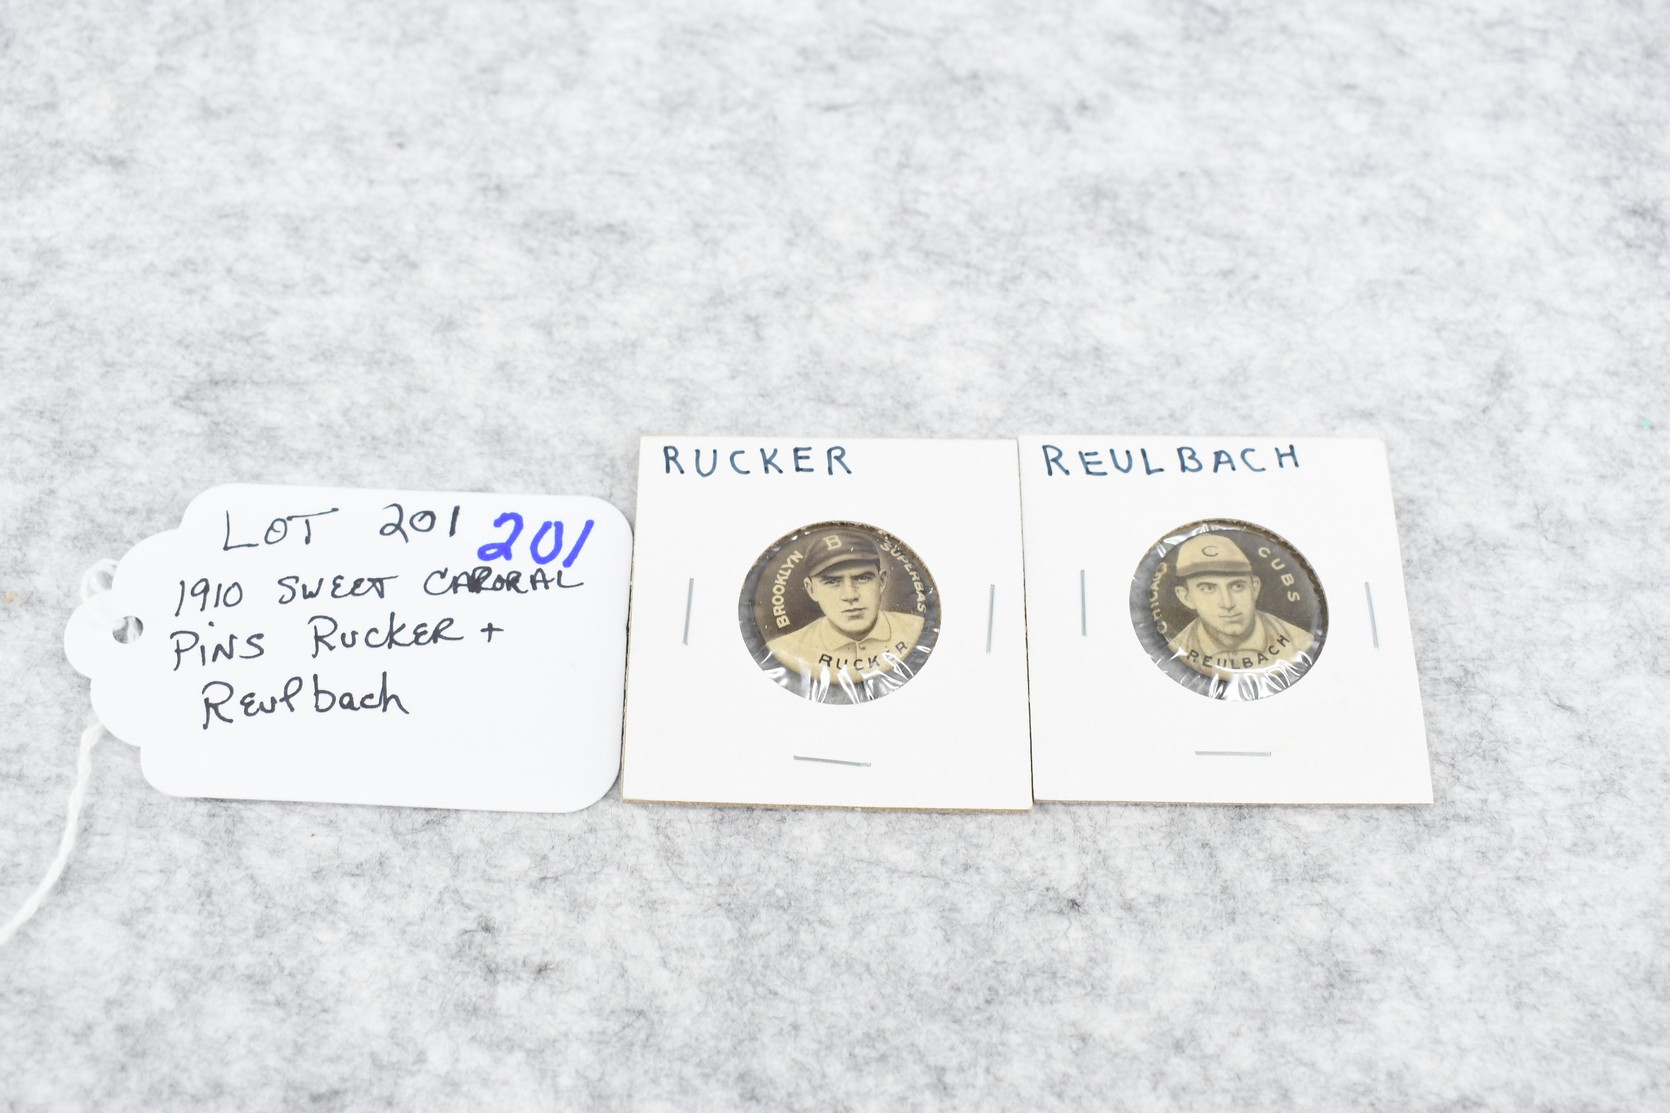 LOT 201 201
1910 SWEET CAPORAL
PINS RUCKER +
Reulbach
RUCKER
B
BROOKLYN SUPERBAS
RUCKER
REULBACH
C
CHICAGO CUBS
REULBACH